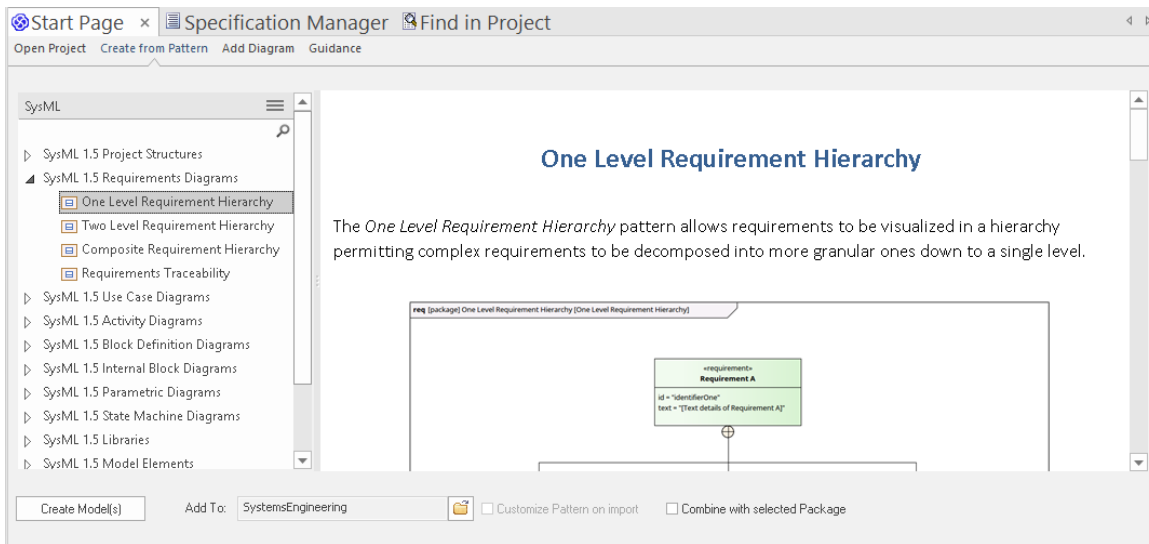 Start Page × Specification Manager Find in Project
Open Project Create from Pattern Add Diagram Guidance
SysML
SysML 1.5 Project Structures
SysML 1.5 Requirements Diagrams
One Level Requirement Hierarchy
Two Level Requirement Hierarchy
Composite Requirement Hierarchy
Requirements Traceability
SysML 1.5 Use Case Diagrams
SysML 1.5 Activity Diagrams
SysML 1.5 Block Definition Diagrams
SysML 1.5 Internal Block Diagrams
SysML 1.5 Parametric Diagrams
SysML 1.5 State Machine Diagrams
SysML 1.5 Libraries
SysML 1.5 Model Elements
One Level Requirement Hierarchy
The One Level Requirement Hierarchy pattern allows requirements to be visualized in a hierarchy
permitting complex requirements to be decomposed into more granular ones down to a single level.
req [package] One Level Requirement Hierarchy [One Level Requirement Hierarchy]
«requirement»
Requirement A
id = "identifierOne"
text = "[Text details of Requirement A]"
Create Model(s) Add To: SystemsEngineering Customize Pattern on import Combine with selected Package